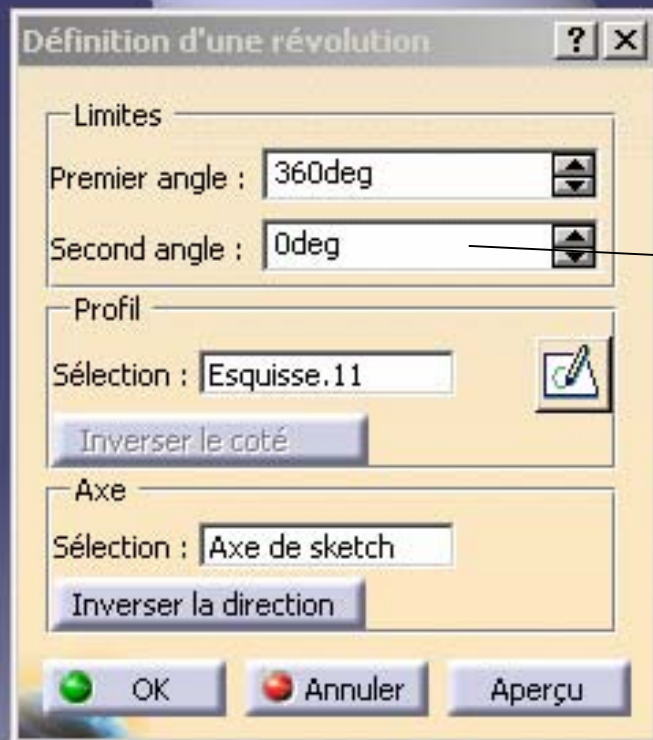 Définition d'une révolution
Limites
Premier angle : 360deg
Second angle : 0deg
Profil
Sélection : Esquisse.11
Inverser le coté
Axe
Sélection : Axe de sketch
Inverser la direction
OK Annuler Aperçu